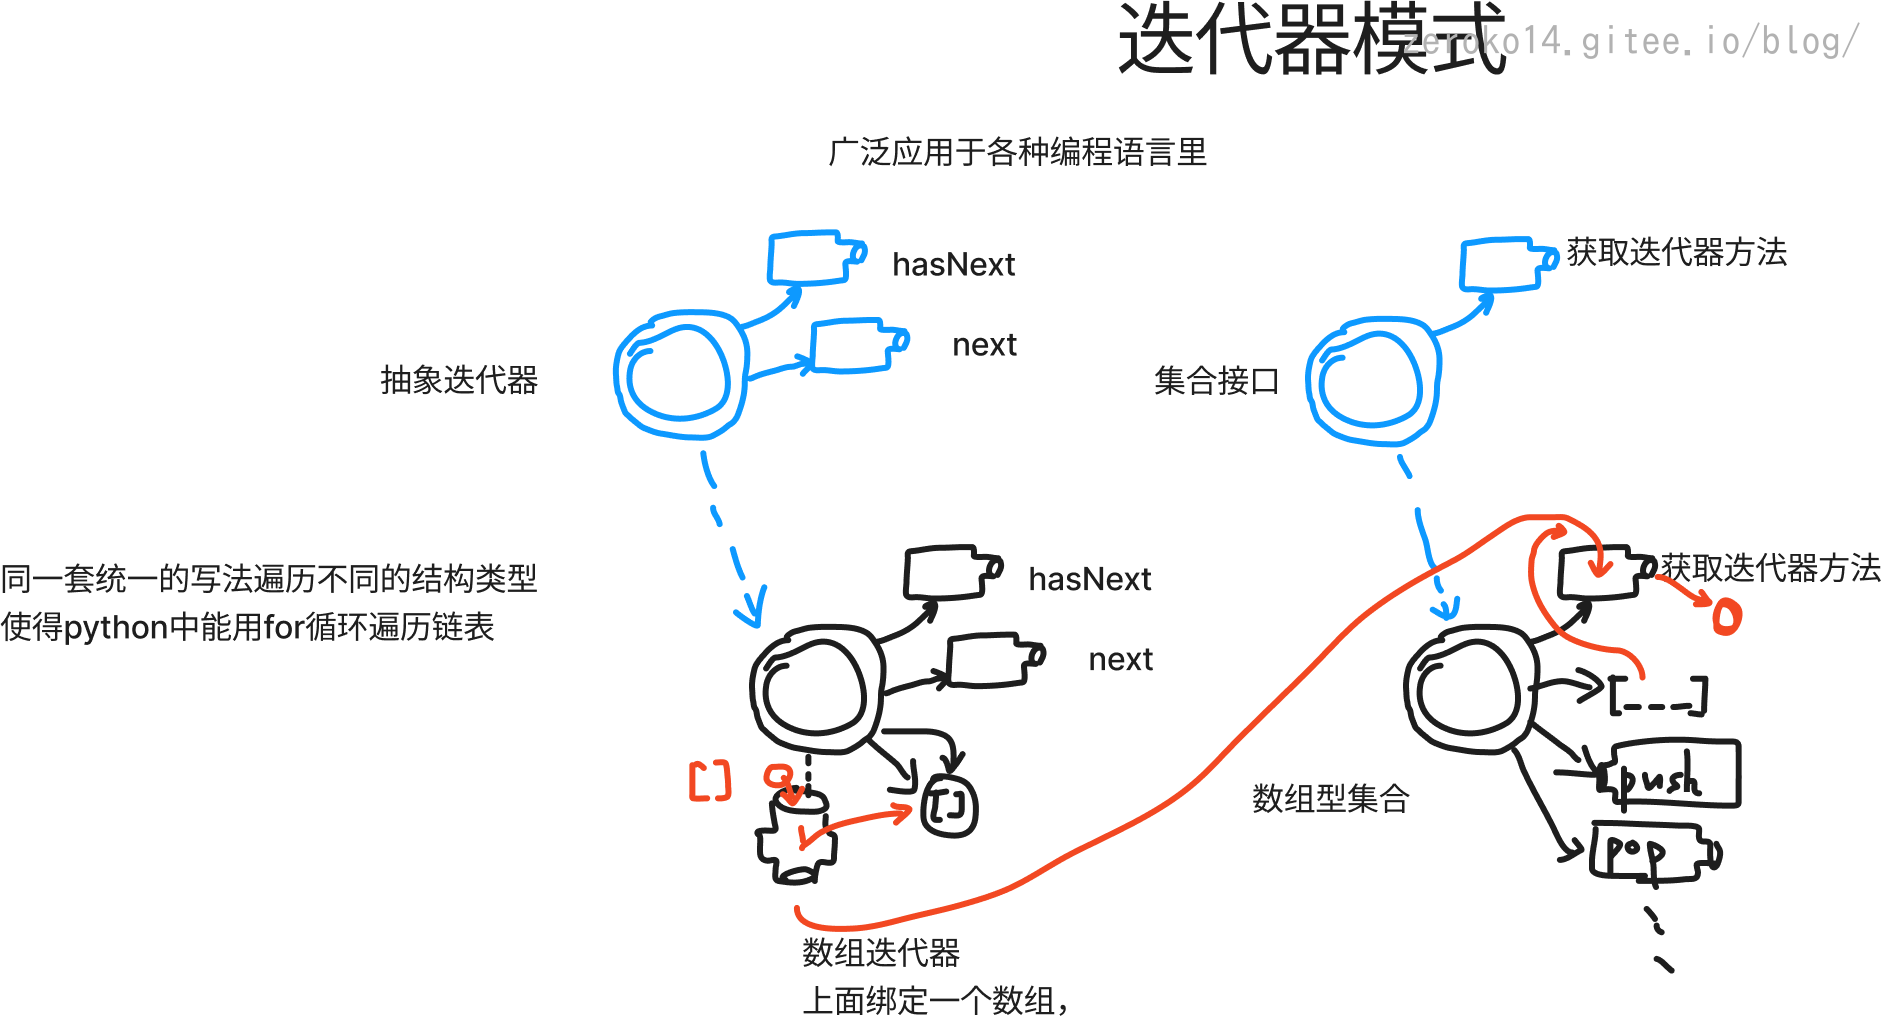 迭代器模式
zeroko14.gitee.io/blog/
广泛应用于各种编程语言里
hasNext
获取迭代器方法
next
抽象迭代器
集合接口
同一套统一的写法遍历不同的结构类型
使得python中能用for循环遍历链表
hasNext
获取迭代器方法
next
[----]
[]
[]
push
数组型集合
pop
数组迭代器
上面绑定一个数组，